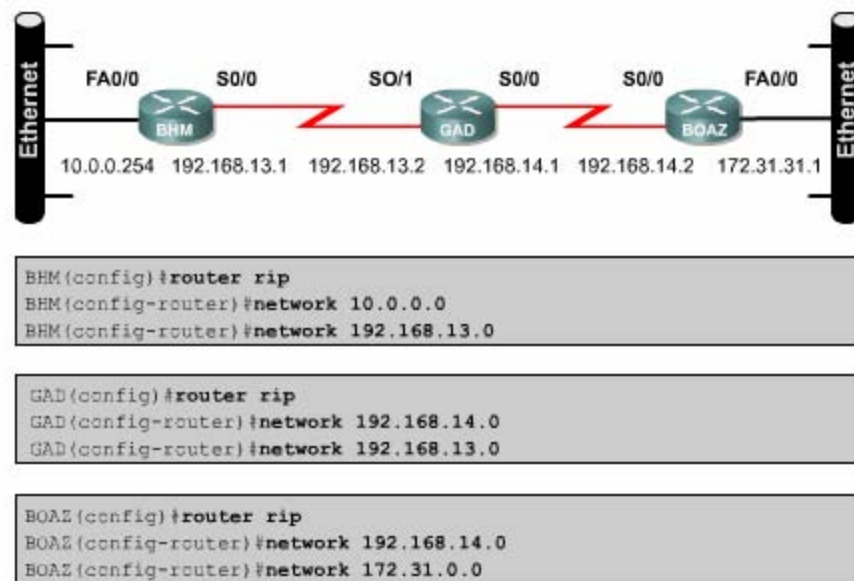 Ethernet
FA0/0 S0/0 SO/1 S0/0 S0/0 FA0/0
BHM GAD BOAZ
10.0.0.254 192.168.13.1 192.168.13.2 192.168.14.1 192.168.14.2 172.31.31.1
Ethernet
BHM(config)#router rip
BHM(config-router)#network 10.0.0.0
BHM(config-router)#network 192.168.13.0
GAD(config)#router rip
GAD(config-router)#network 192.168.14.0
GAD(config-router)#network 192.168.13.0
BOAZ(config)#router rip
BOAZ(config-router)#network 192.168.14.0
BOAZ(config-router)#network 172.31.0.0